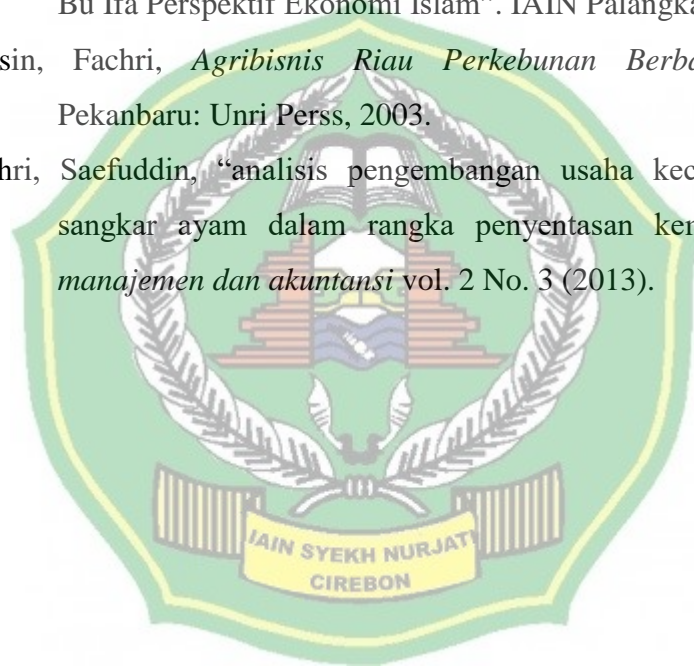 Bu Ifa Perspektif Ekonomi Islam”. IAIN Palangka
sin, Fachri, Agribisnis Riau Perkebunan Berba
Pekanbaru: Unri Perss, 2003.
hri, Saefuddin, “analisis pengembangan usaha kec
sangkar ayam dalam rangka penyentasan ke
manajemen dan akuntansi vol. 2 No. 3 (2013).
IAIN SYEKH NURJATI
CIREBON